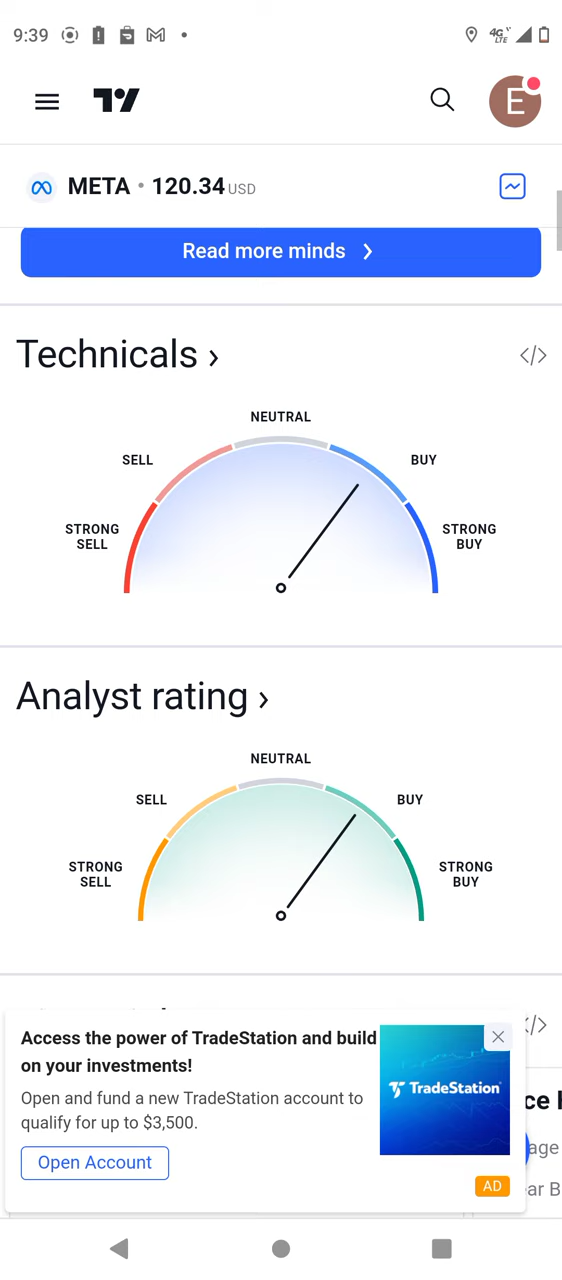 9:39
4G LTE
E
META • 120.34 USD
Read more minds
Technicals
NEUTRAL
SELL
BUY
STRONG SELL
STRONG BUY
Analyst rating
NEUTRAL
SELL
BUY
STRONG SELL
STRONG BUY
Access the power of TradeStation and build
on your investments!
Open and fund a new TradeStation account to
qualify for up to $3,500.
Open Account
TradeStation
AD